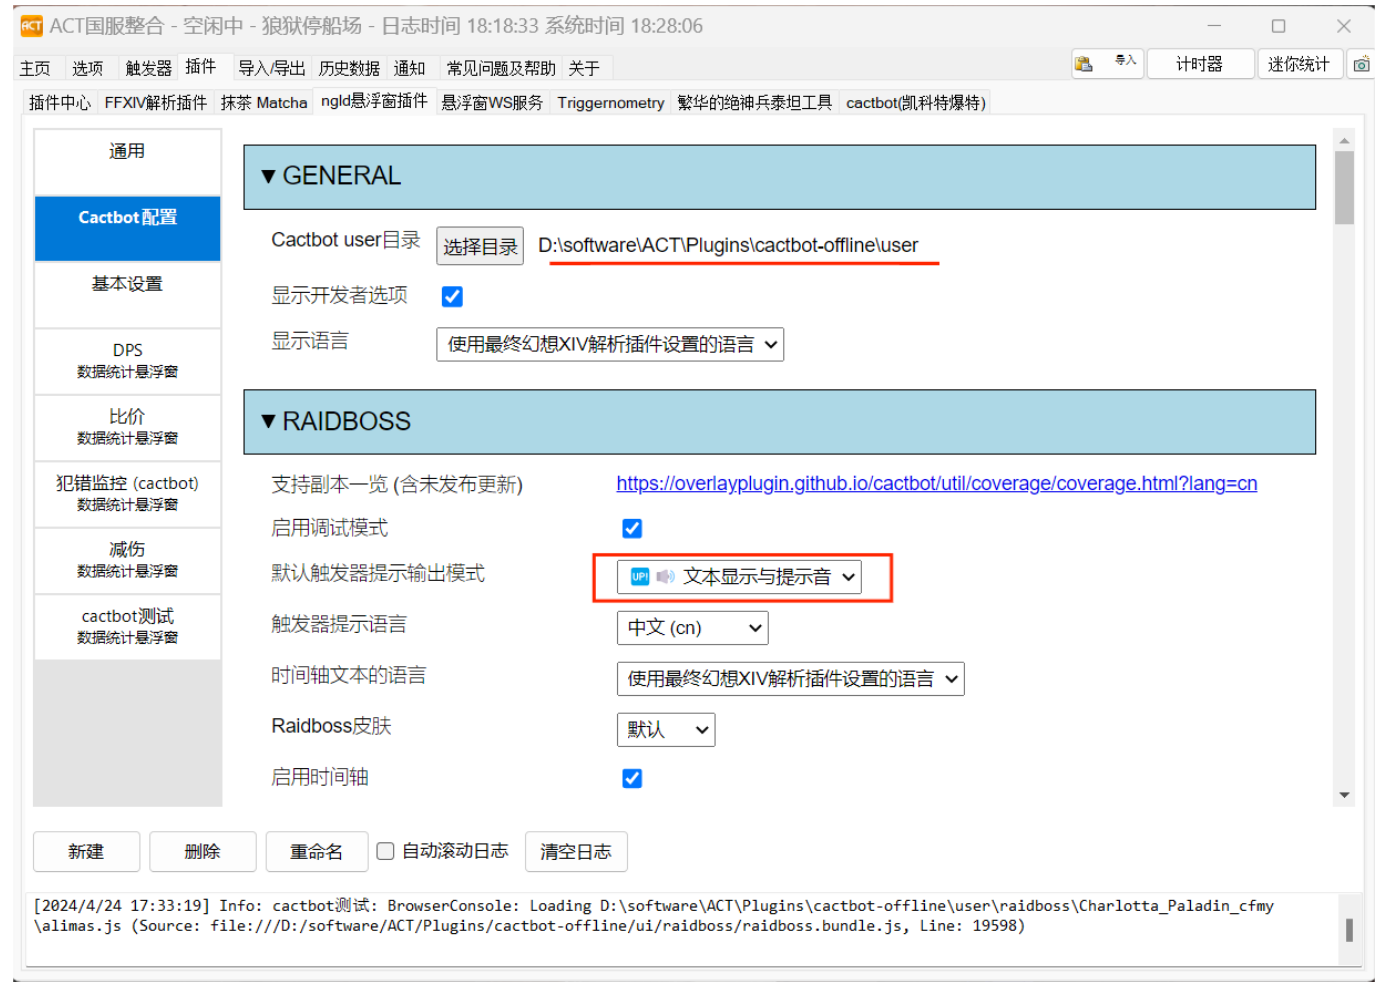 ACT ACT国服整合 - 空闲中 - 狼狱停船场 - 日志时间 18:18:33 系统时间 18:28:06
主页 选项 触发器 插件 导入/导出 历史数据 通知 常见问题及帮助 关于 导入 计时器 迷你统计
插件中心 FFXIV解析插件 抹茶 Matcha ngld悬浮窗插件 悬浮窗WS服务 Triggernometry 繁华的绝神兵泰坦工具 cactbot(凯科特爆特)
通用
Cactbot配置
基本设置
DPS
数据统计悬浮窗
比价
数据统计悬浮窗
犯错监控 (cactbot)
数据统计悬浮窗
减伤
数据统计悬浮窗
cactbot测试
数据统计悬浮窗
▼ GENERAL
Cactbot user目录 选择目录 D:\software\ACT\Plugins\cactbot-offline\user
显示开发者选项
显示语言 使用最终幻想XIV解析插件设置的语言
▼ RAIDBOSS
支持副本一览 (含未发布更新) https://overlayplugin.github.io/cactbot/util/coverage/coverage.html?lang=cn
启用调试模式
默认触发器提示输出模式 UP! 文本显示与提示音
触发器提示语言 中文 (cn)
时间轴文本的语言 使用最终幻想XIV解析插件设置的语言
Raidboss皮肤 默认
启用时间轴
新建 删除 重命名 自动滚动日志 清空日志
[2024/4/24 17:33:19] Info: cactbot测试: BrowserConsole: Loading D:\software\ACT\Plugins\cactbot-offline\user\raidboss\Charlotta_Paladin_cfmy
\alimas.js (Source: file:///D:/software/ACT/Plugins/cactbot-offline/ui/raidboss/raidboss.bundle.js, Line: 19598)